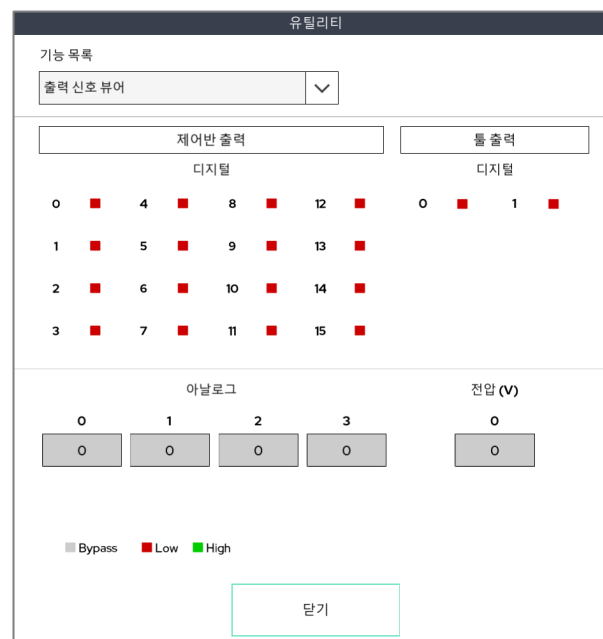 유틸리티
기능 목록
출력 신호 뷰어
제어반 출력 툴 출력
디지털 디지털
0 4 8 12 0 1
1 5 9 13
2 6 10 14
3 7 11 15
아날로그 전압 (V)
0 1 2 3 0
0 0 0 0 0
Bypass Low High
닫기